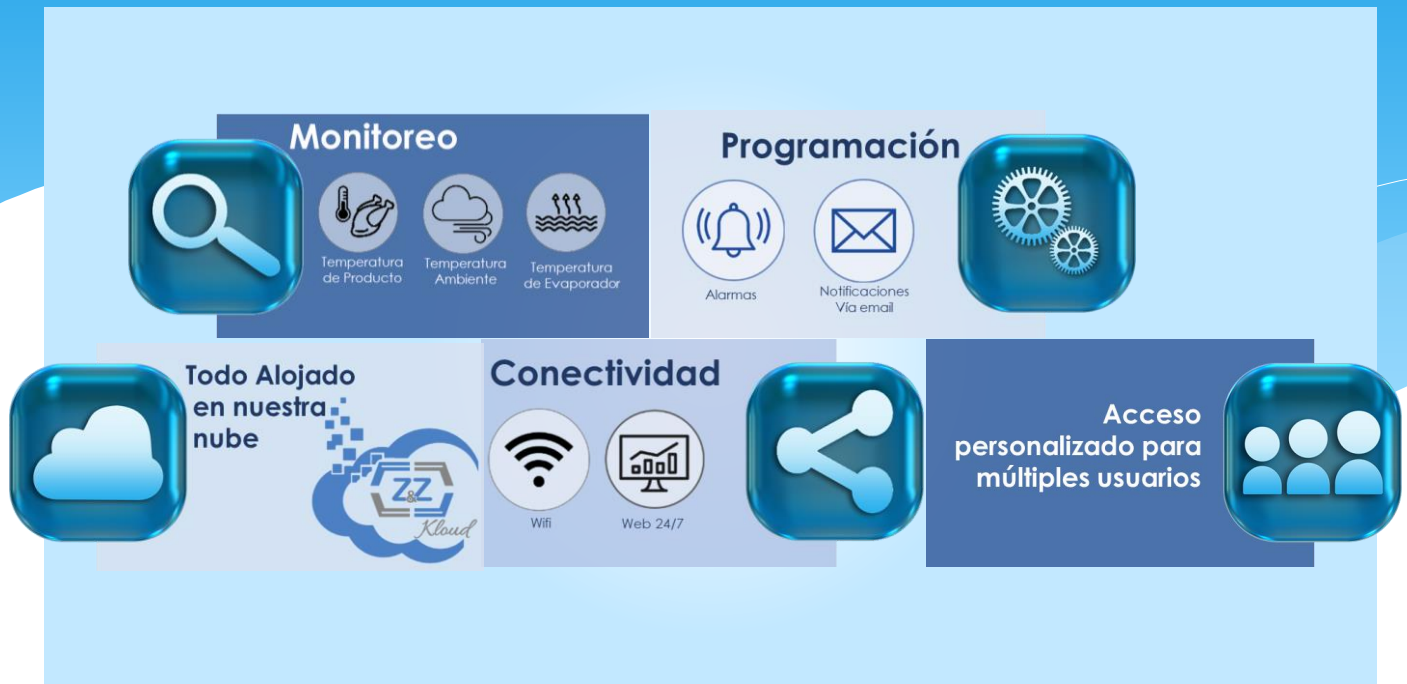 Monitoreo
Temperatura
de Producto
Temperatura
Ambiente
Temperatura
de Evaporador
Programación
Alarmas
Notificaciones
Vía email
Todo Alojado
en nuestra
nube
Z&Z
Kloud
Conectividad
Wifi
Web 24/7
Acceso
personalizado para
múltiples usuarios